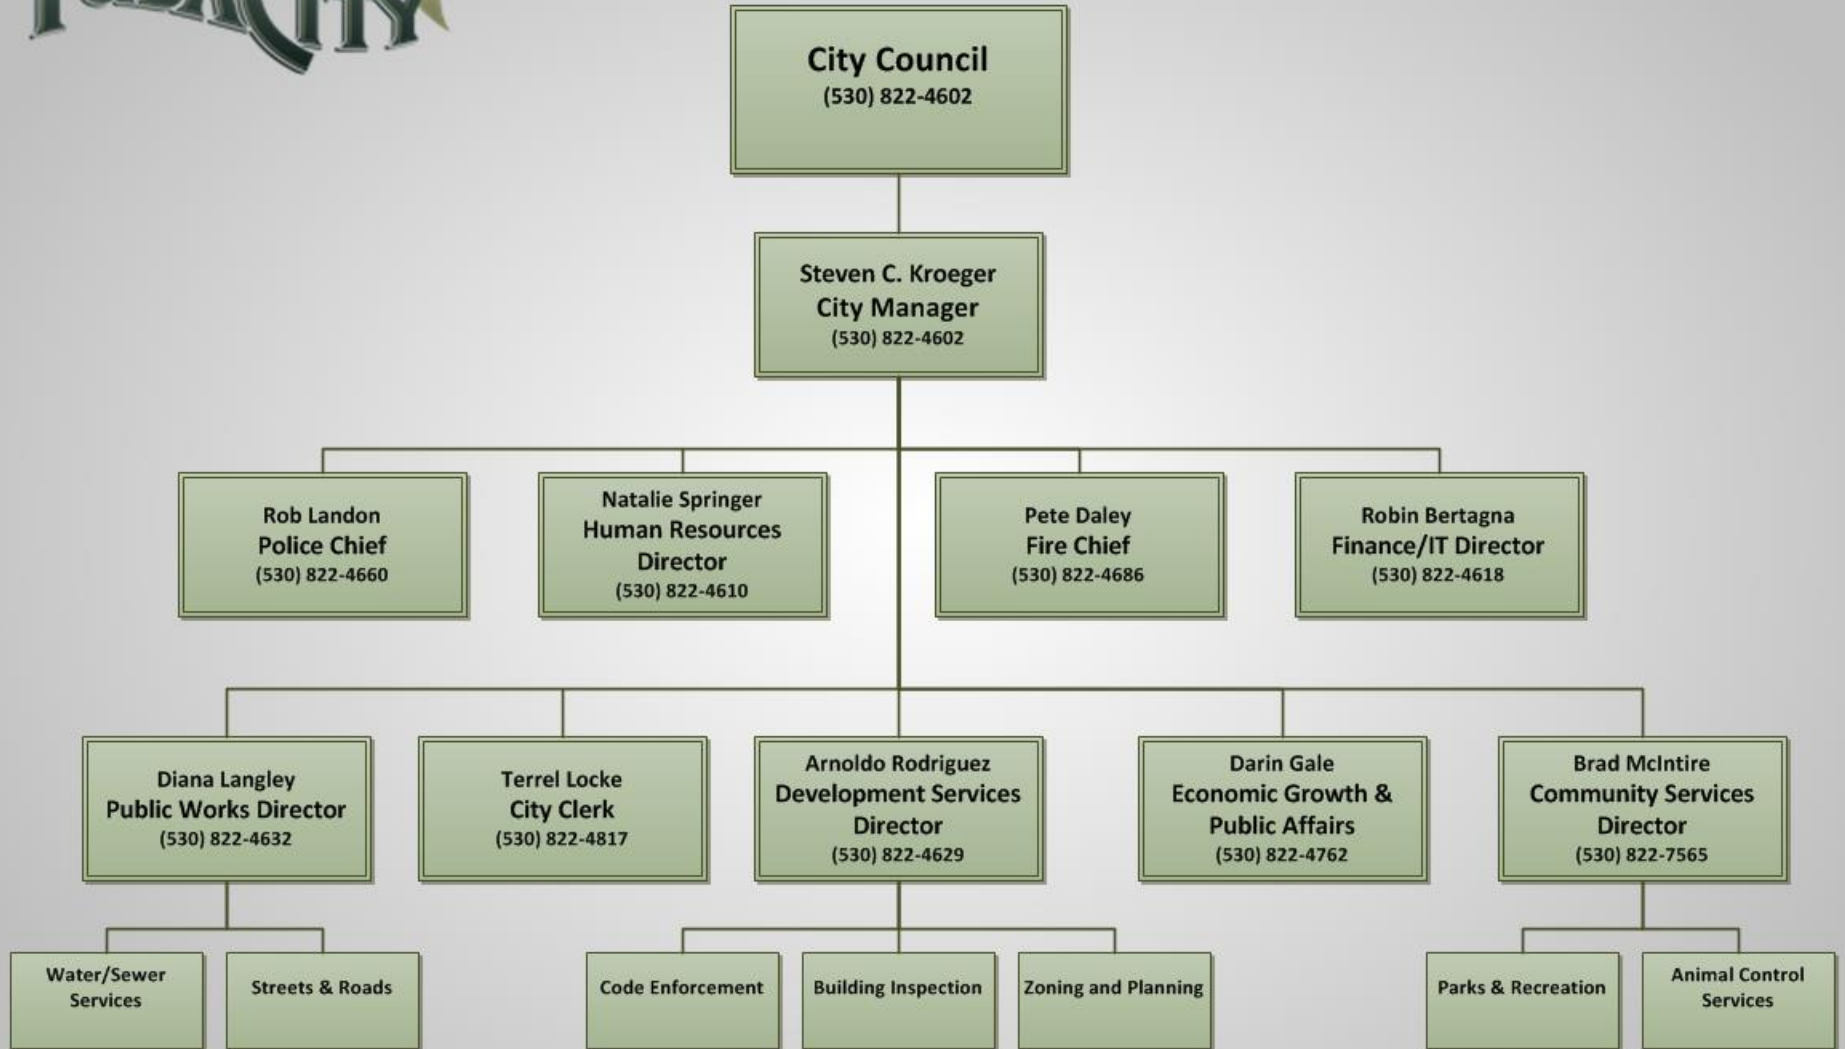 City Council
(530) 822-4602
Steven C. Kroeger
City Manager
(530) 822-4602
Rob Landon
Police Chief
(530) 822-4660
Natalie Springer
Human Resources
Director
(530) 822-4610
Pete Daley
Fire Chief
(530) 822-4686
Robin Bertagna
Finance/IT Director
(530) 822-4618
Diana Langley
Public Works Director
(530) 822-4632
Terrel Locke
City Clerk
(530) 822-4817
Arnoldo Rodriguez
Development Services
Director
(530) 822-4629
Darin Gale
Economic Growth &
Public Affairs
(530) 822-4762
Brad McIntire
Community Services
Director
(530) 822-7565
Water/Sewer
Services
Streets & Roads
Code Enforcement
Building Inspection
Zoning and Planning
Parks & Recreation
Animal Control
Services